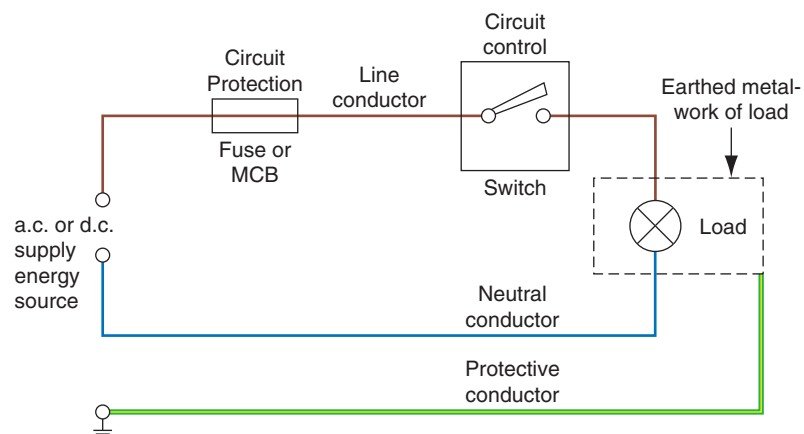 Circuit
Protection
Fuse or
MCB
Line
conductor
Circuit
control
Switch
Earthed metal-
work of load
Load
a.c. or d.c.
supply
energy
source
Neutral
conductor
Protective
conductor